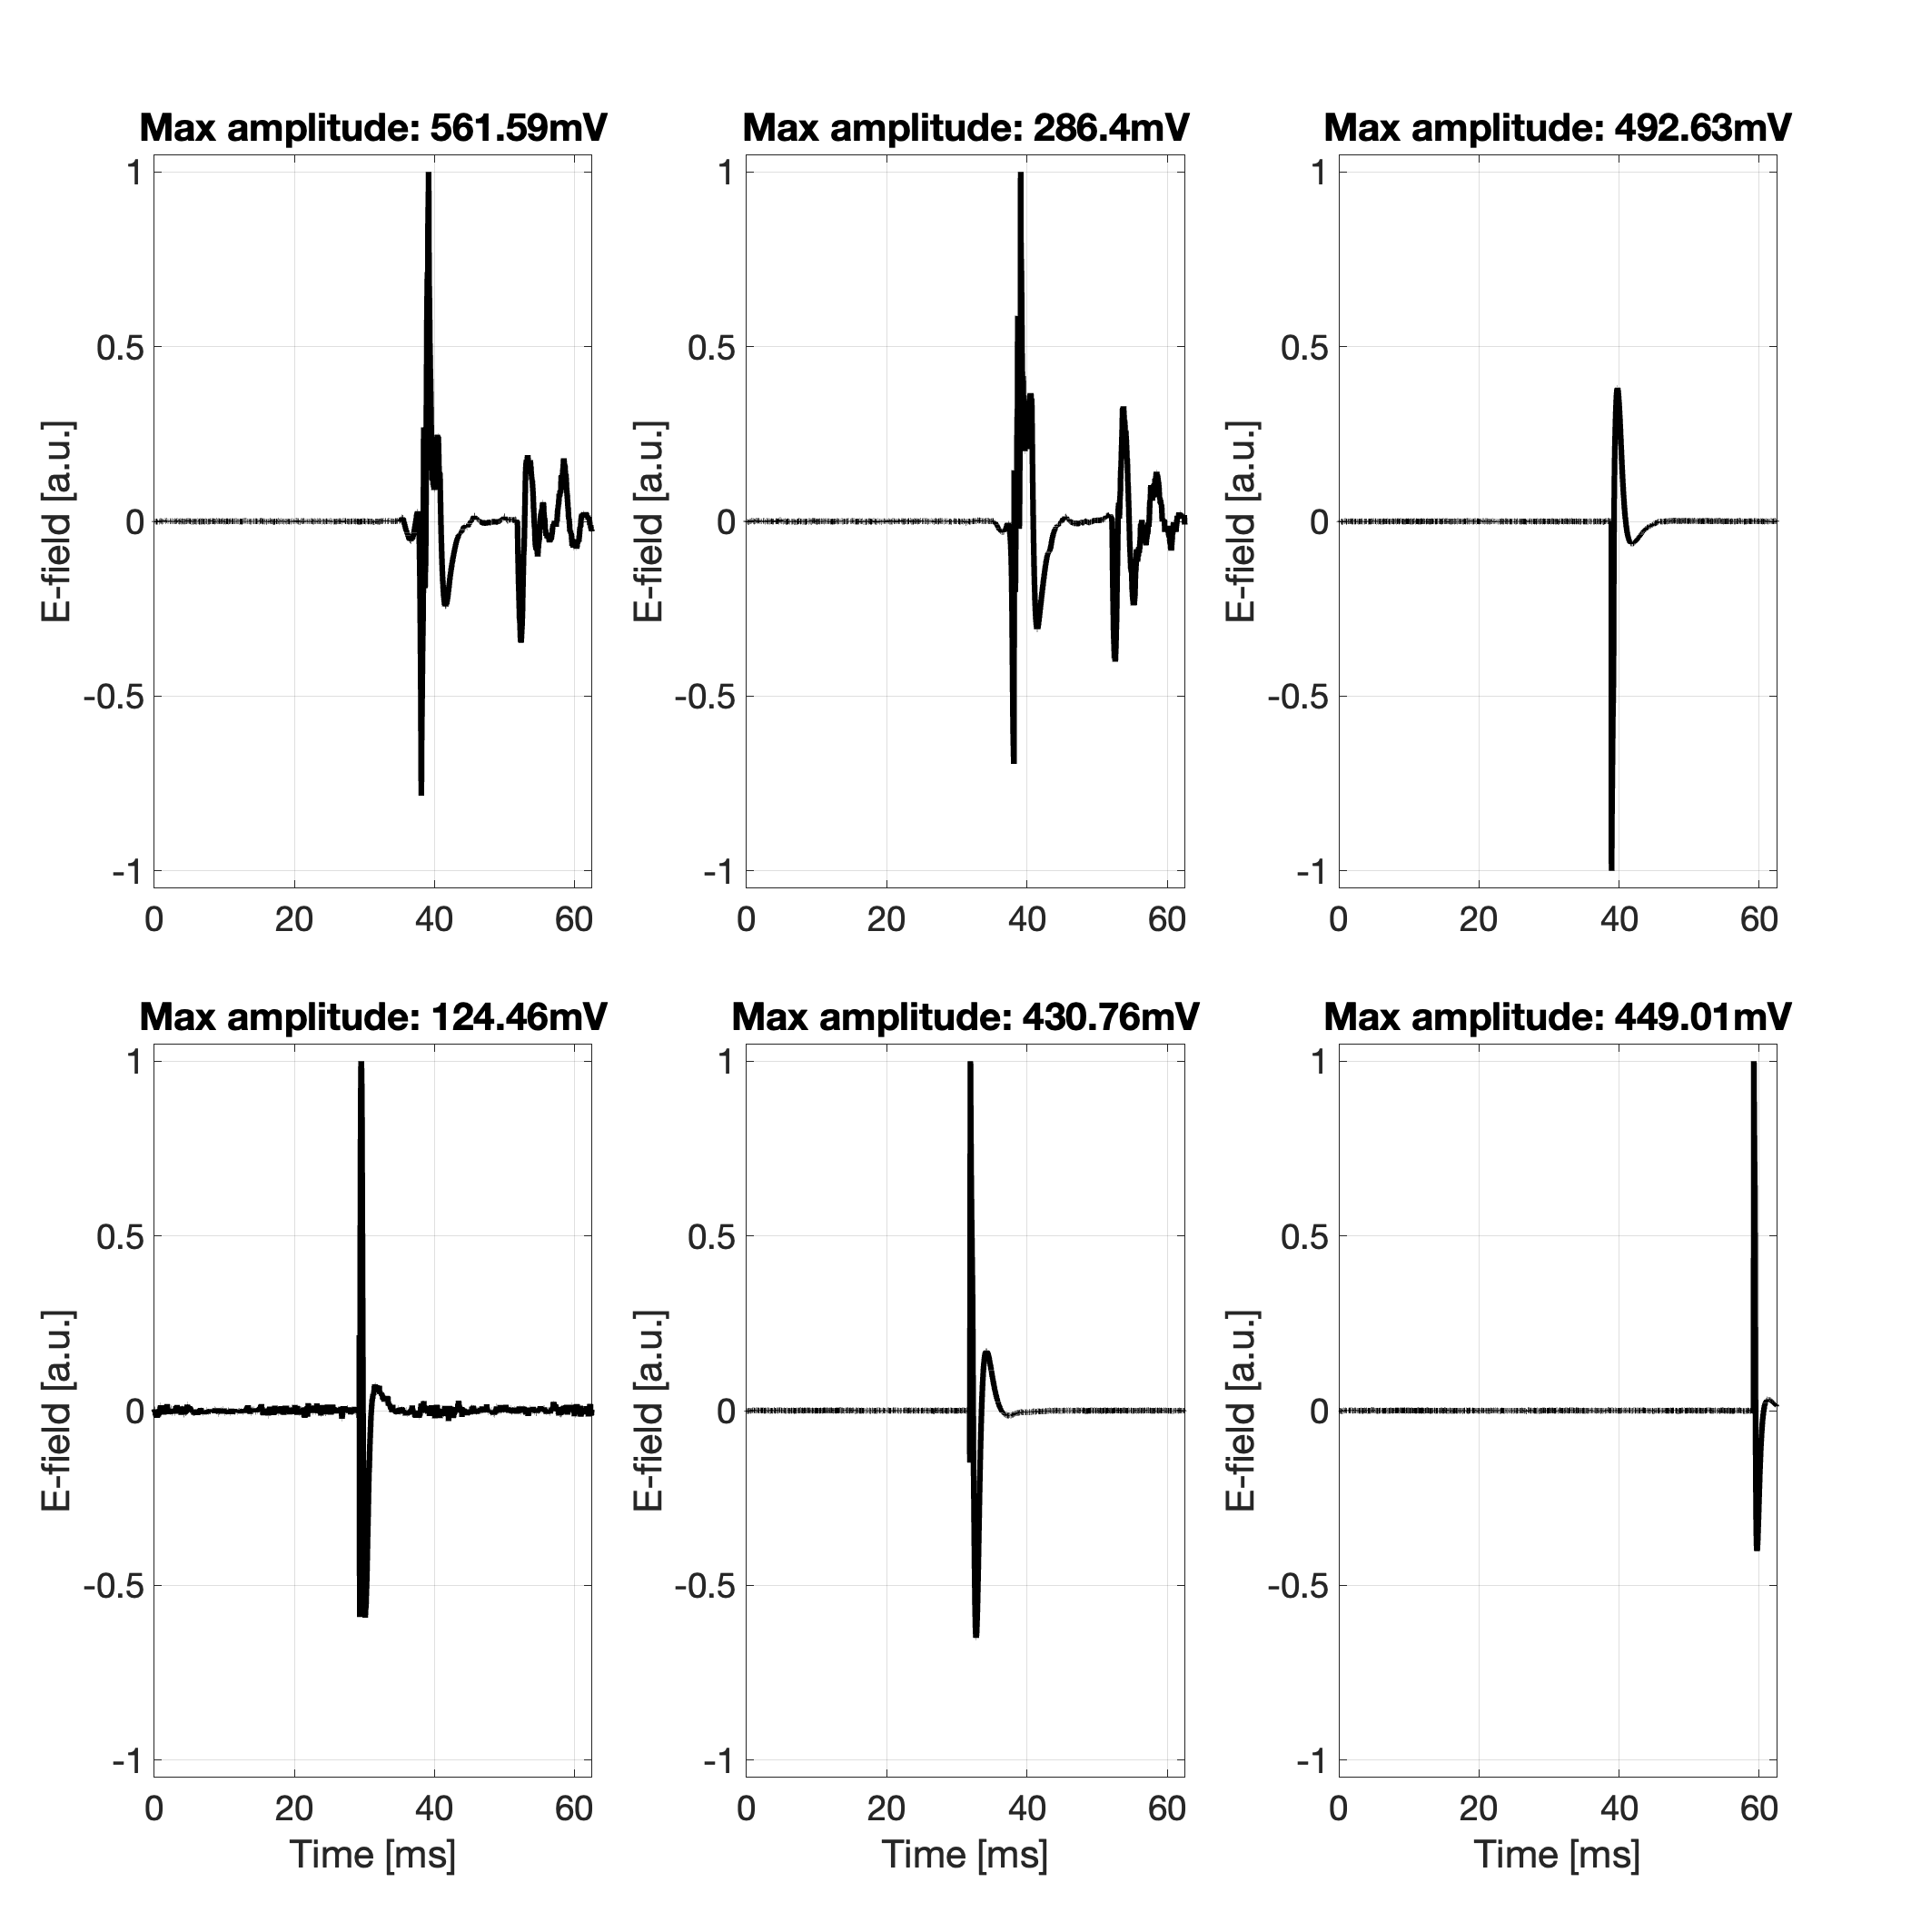 Max amplitude: 561.59mV
E-field [a.u.]
1
0.5
0
-0.5
-1
0 20 40 60
Max amplitude: 286.4mV
E-field [a.u.]
1
0.5
0
-0.5
-1
0 20 40 60
Max amplitude: 492.63mV
E-field [a.u.]
1
0.5
0
-0.5
-1
0 20 40 60
Max amplitude: 124.46mV
E-field [a.u.]
1
0.5
0
-0.5
-1
0 20 40 60
Time [ms]
Max amplitude: 430.76mV
E-field [a.u.]
1
0.5
0
-0.5
-1
0 20 40 60
Time [ms]
Max amplitude: 449.01mV
E-field [a.u.]
1
0.5
0
-0.5
-1
0 20 40 60
Time [ms]